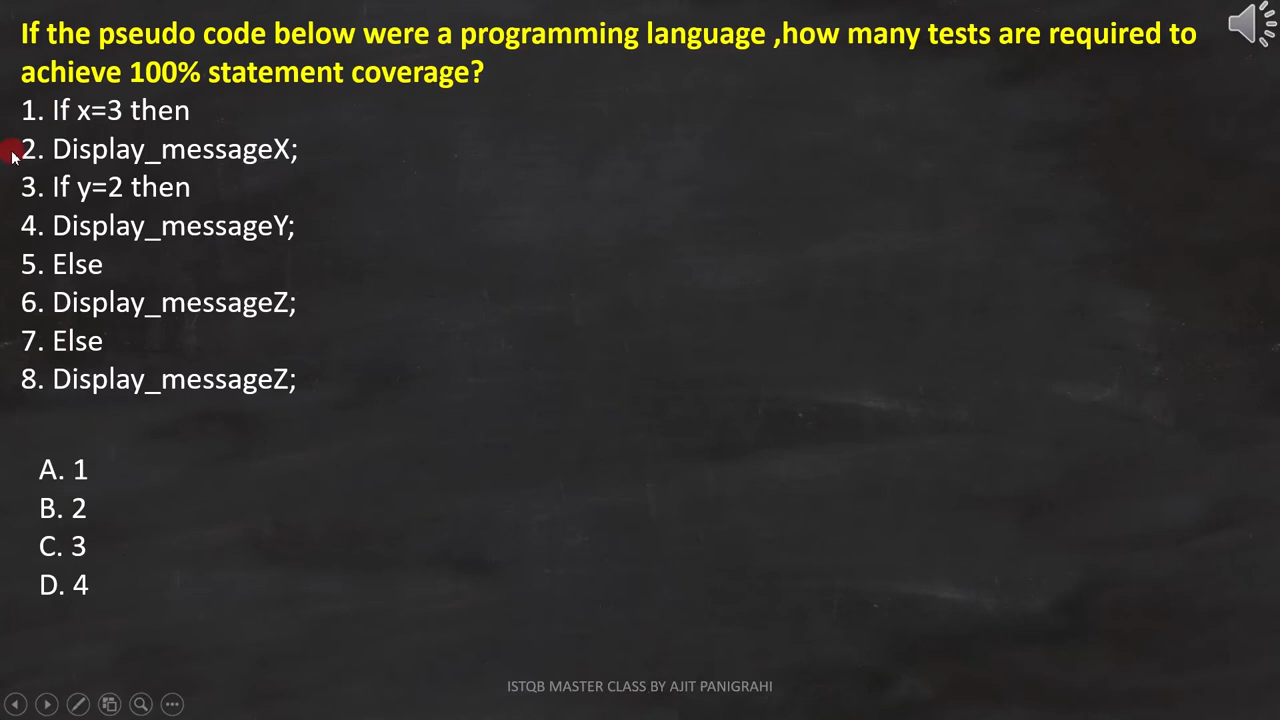 If the pseudo code below were a programming language ,how many tests are required to
achieve 100% statement coverage?
1. If x=3 then
2. Display_messageX;
3. If y=2 then
4. Display_messageY;
5. Else
6. Display_messageZ;
7. Else
8. Display_messageZ;
A. 1
B. 2
C. 3
D. 4
ISTQB MASTER CLASS BY AJIT PANIGRAHI